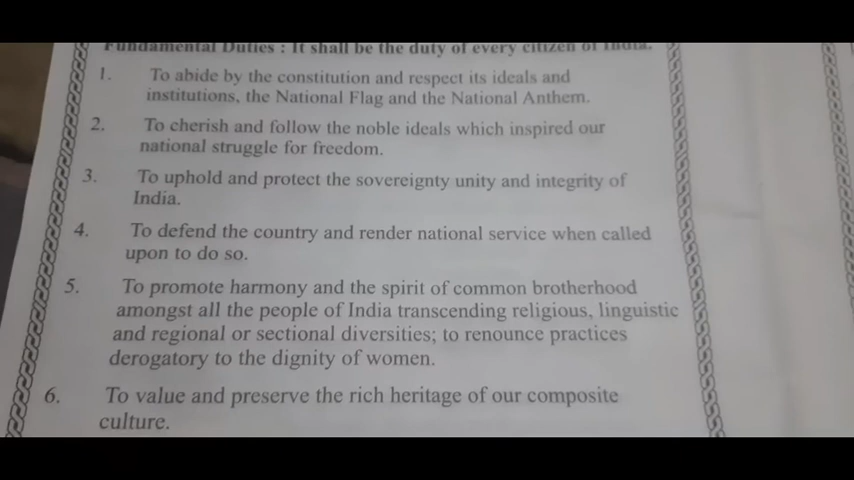 Fundamental Duties : It shall be the duty of every citizen of India.
1. To abide by the constitution and respect its ideals and
institutions, the National Flag and the National Anthem.
2. To cherish and follow the noble ideals which inspired our
national struggle for freedom.
3. To uphold and protect the sovereignty unity and integrity of
India.
4. To defend the country and render national service when called
upon to do so.
5. To promote harmony and the spirit of common brotherhood
amongst all the people of India transcending religious, linguistic
and regional or sectional diversities; to renounce practices
derogatory to the dignity of women.
6. To value and preserve the rich heritage of our composite
culture.